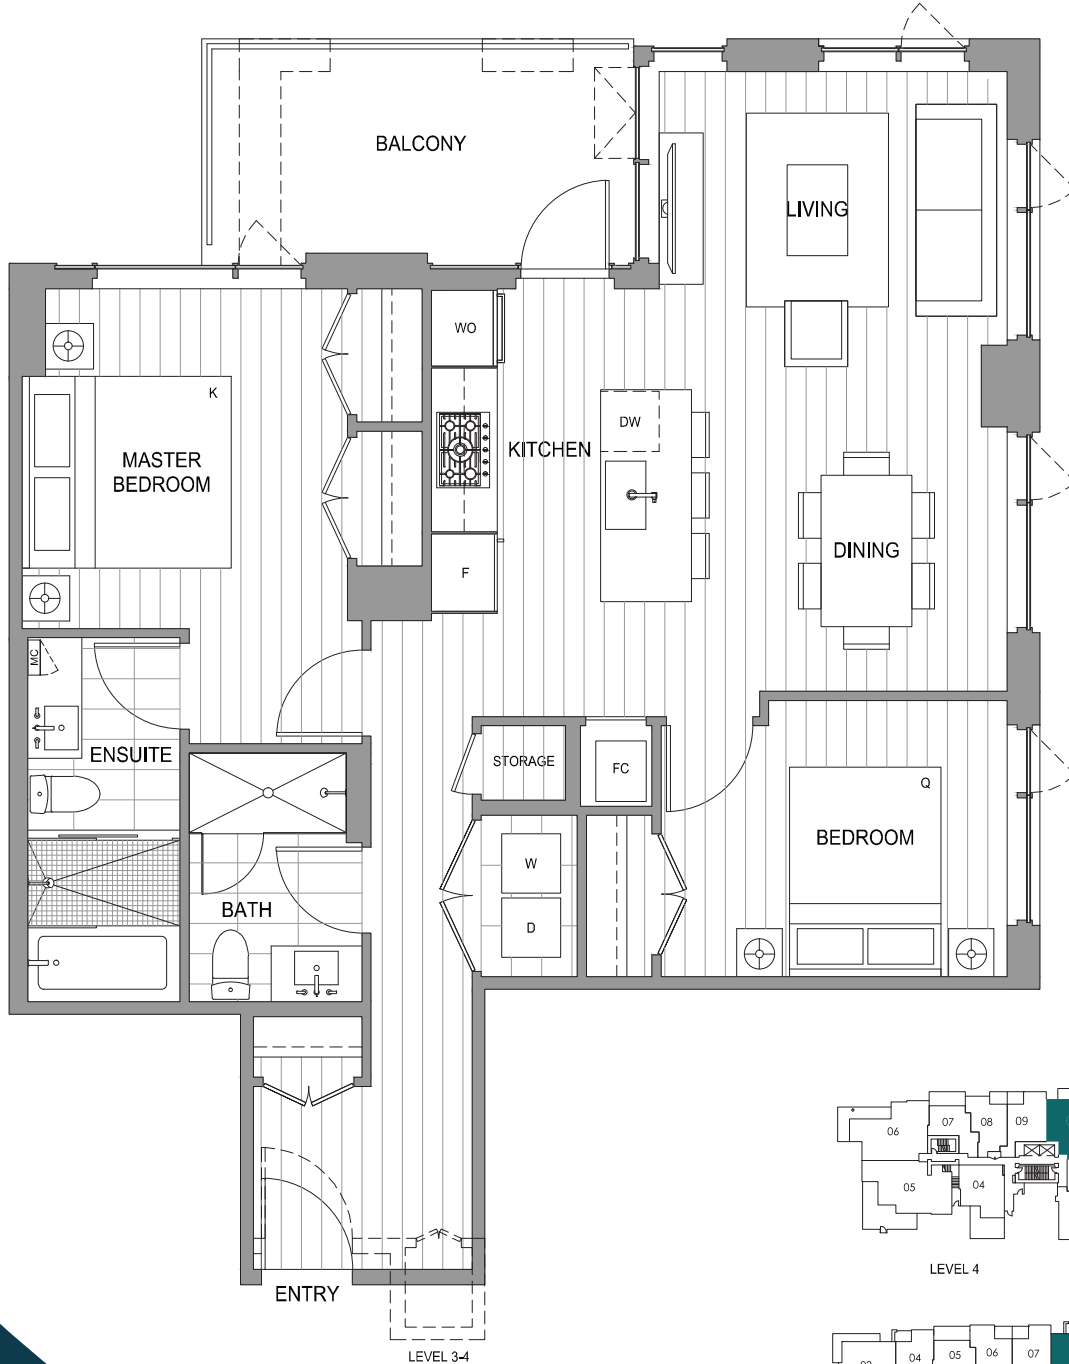 BALCONY
LIVING
WO
K
DW
MASTER
BEDROOM
KITCHEN
DINING
F
MC
ENSUITE
STORAGE
FC
Q
BEDROOM
W
BATH
D
ENTRY
LEVEL 3-4
06
07
08
09
05
04
LEVEL 4
04
05
06
07